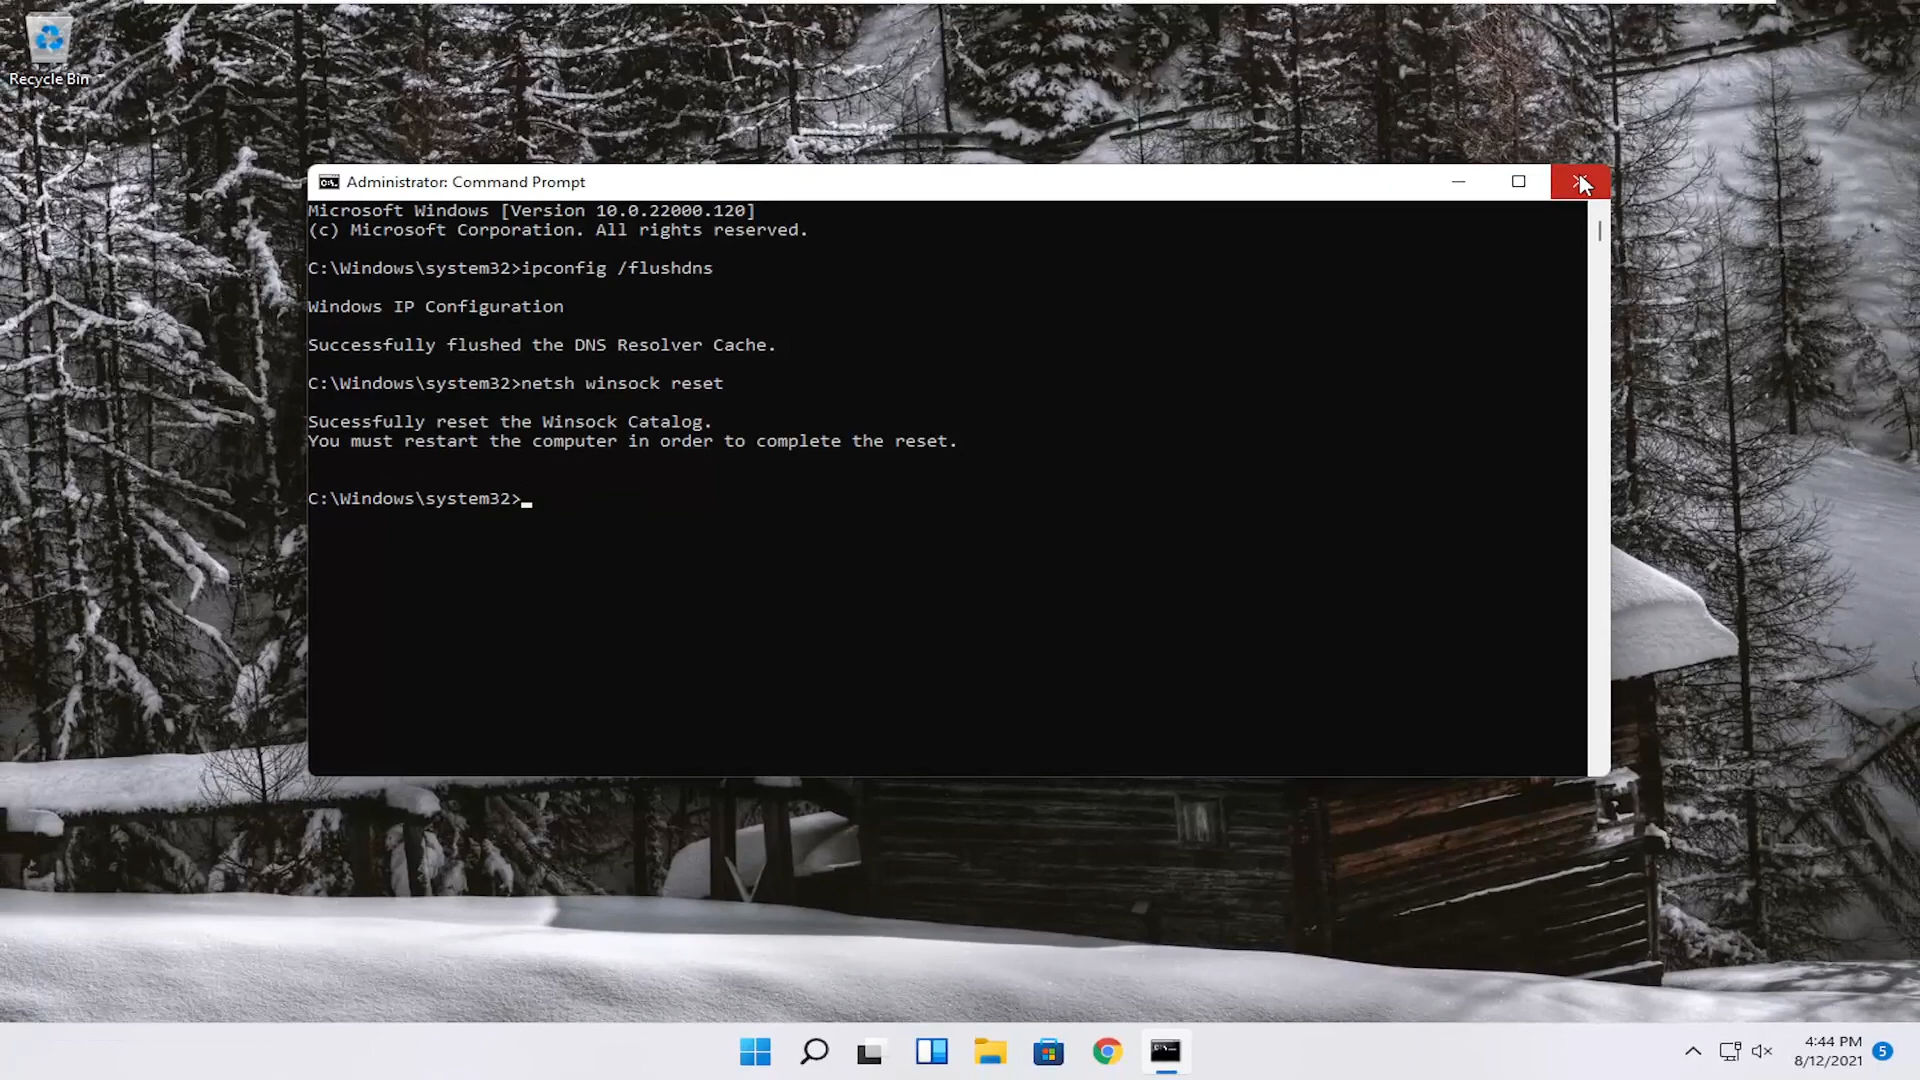 Recycle Bin
Administrator: Command Prompt
Microsoft Windows [Version 10.0.22000.120]
(c) Microsoft Corporation. All rights reserved.
C:\Windows\system32>ipconfig /flushdns
Windows IP Configuration
Successfully flushed the DNS Resolver Cache.
C:\Windows\system32>netsh winsock reset
Sucessfully reset the Winsock Catalog.
You must restart the computer in order to complete the reset.
C:\Windows\system32>
4:44 PM
8/12/2021
5